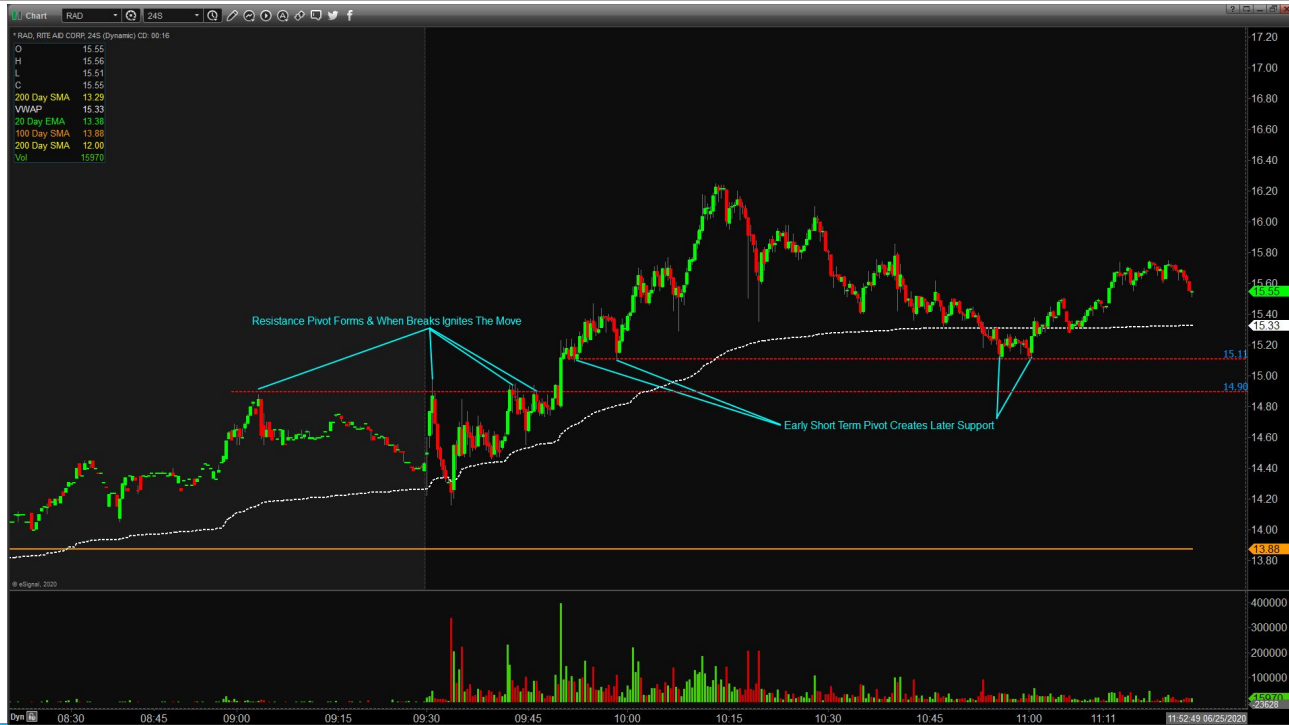 Chart RAD 24S
* RAD, RITE AID CORP, 24S (Dynamic) CD: 00:16
O 15.55
H 15.56
L 15.51
C 15.55
200 Day SMA 13.29
VWAP 15.33
20 Day EMA 13.38
100 Day SMA 13.88
200 Day SMA 12.00
Vol 15970
17.20
17.00
16.80
16.60
16.40
16.20
16.00
15.80
15.60
15.55
15.40
15.33
15.20
15.11
15.00
14.90
14.80
14.60
14.40
14.20
14.00
13.88
13.80
Resistance Pivot Forms & When Breaks Ignites The Move
Early Short Term Pivot Creates Later Support
© eSignal, 2020
400000
300000
200000
100000
15970
23628
Dyn 08:30 08:45 09:00 09:15 09:30 09:45 10:00 10:15 10:30 10:45 11:00 11:11 11:52:49 06/25/2020